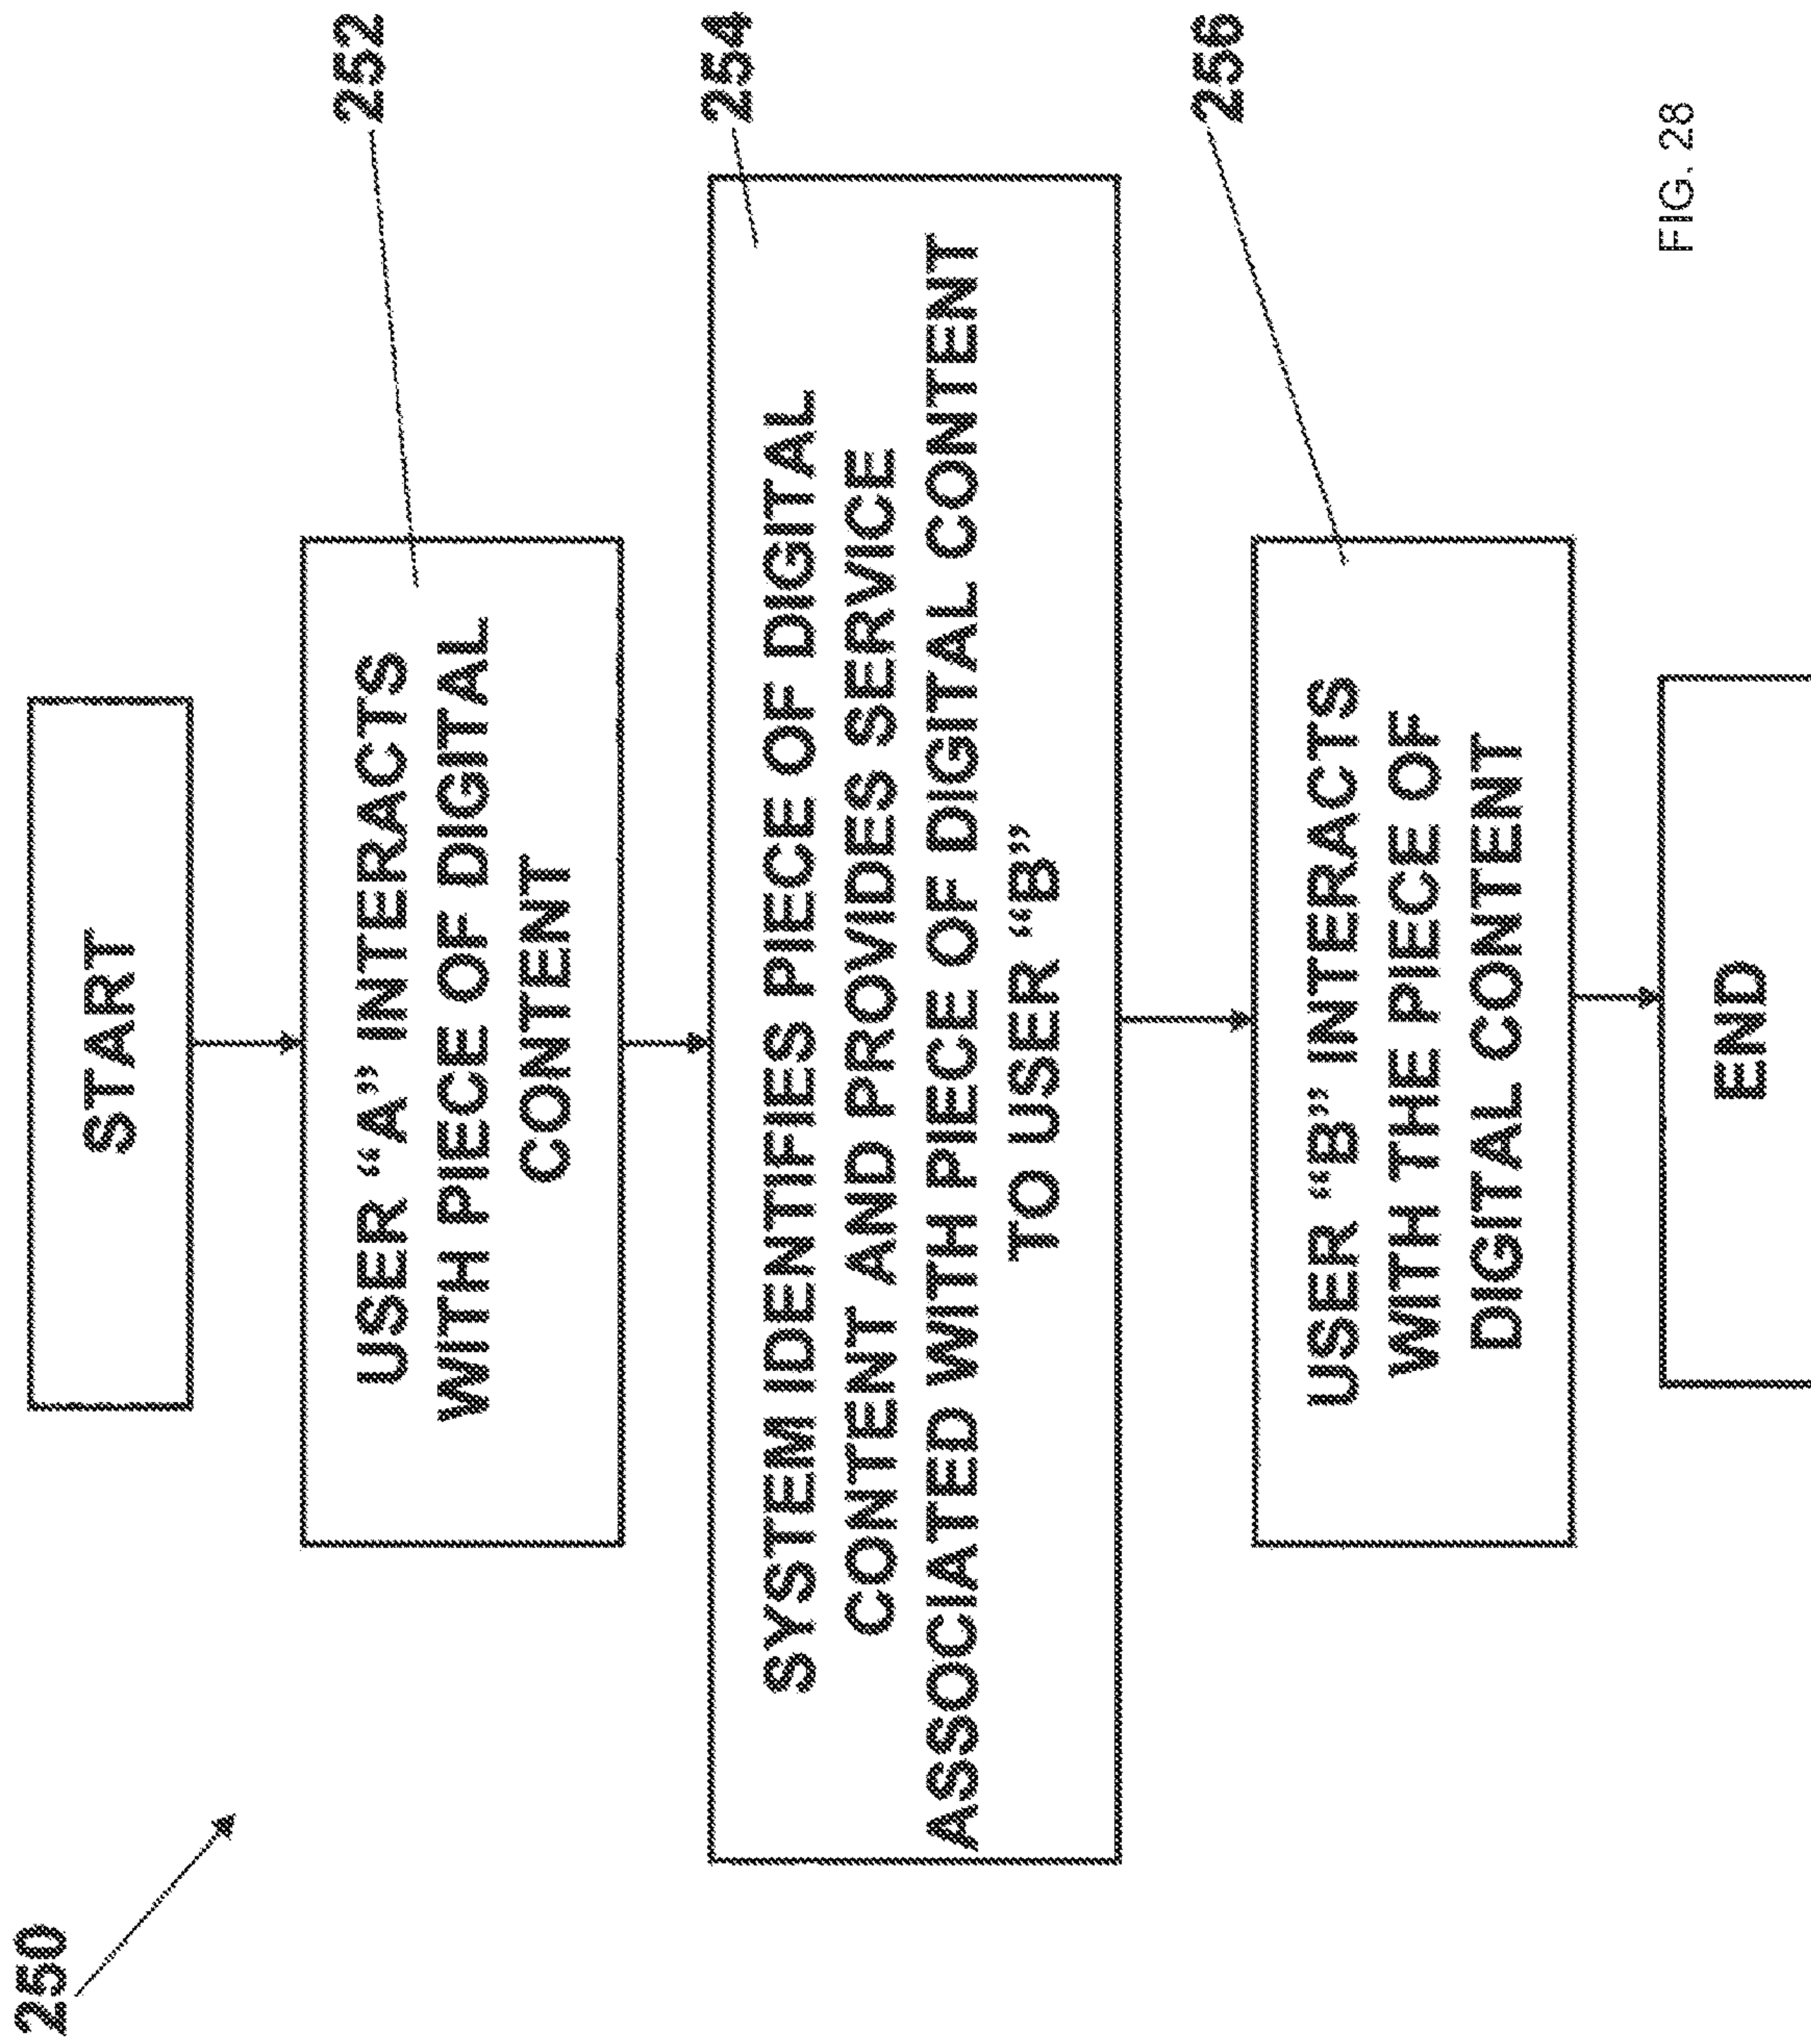 250
START
USER “A” INTERACTS
WITH PIECE OF DIGITAL
CONTENT
252
SYSTEM IDENTIFIES PIECE OF DIGITAL
CONTENT AND PROVIDES SERVICE
ASSOCIATED WITH PIECE OF DIGITAL CONTENT
TO USER “B”
254
USER “B” INTERACTS
WITH THE PIECE OF
DIGITAL CONTENT
256
END
FIG. 28